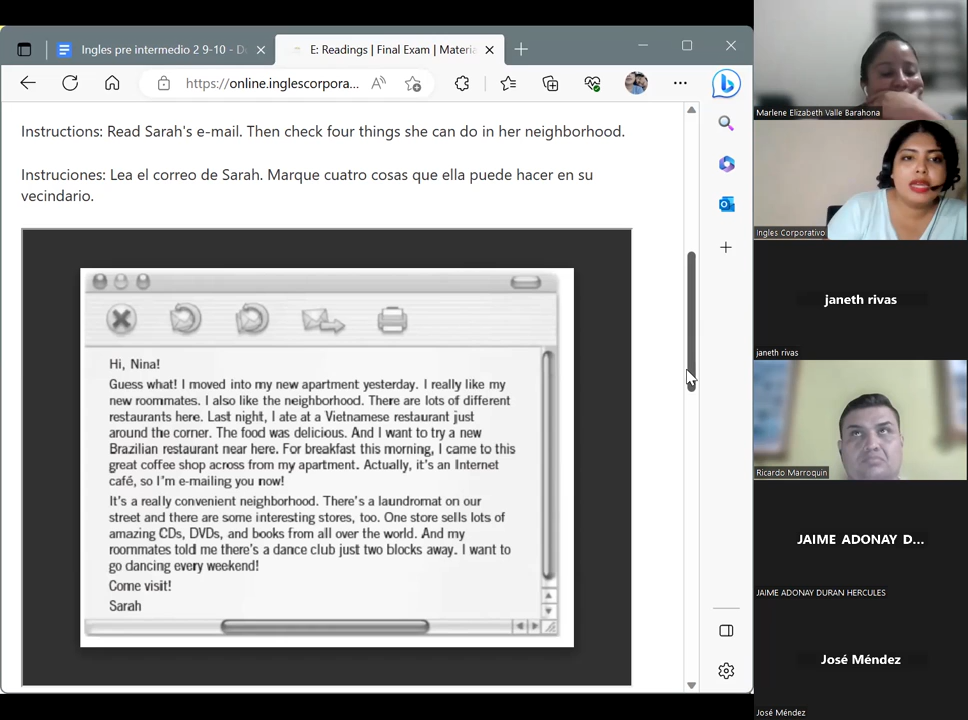 Ingles pre intermedio 2 9-10 - D
E: Readings | Final Exam | Materia
https://online.inglescorpora...
Instructions: Read Sarah's e-mail. Then check four things she can do in her neighborhood.
Instruciones: Lea el correo de Sarah. Marque cuatro cosas que ella puede hacer en su
vecindario.
Hi, Nina!
Guess what! I moved into my new apartment yesterday. I really like my
new roommates. I also like the neighborhood. There are lots of different
restaurants here. Last night, I ate at a Vietnamese restaurant just
around the corner. The food was delicious. And I want to try a new
Brazilian restaurant near here. For breakfast this morning, I came to this
great coffee shop across from my apartment. Actually, it's an Internet
café, so I'm e-mailing you now!
It's a really convenient neighborhood. There's a laundromat on our
street and there are some interesting stores, too. One store sells lots of
amazing CDs, DVDs, and books from all over the world. And my
roommates told me there's a dance club just two blocks away. I want to
go dancing every weekend!
Come visit!
Sarah
Marlene Elizabeth Valle Barahona
Ingles Corporativo
janeth rivas
janeth rivas
Ricardo Marroquin
JAIME ADONAY D...
JAIME ADONAY DURAN HERCULES
José Méndez
José Méndez